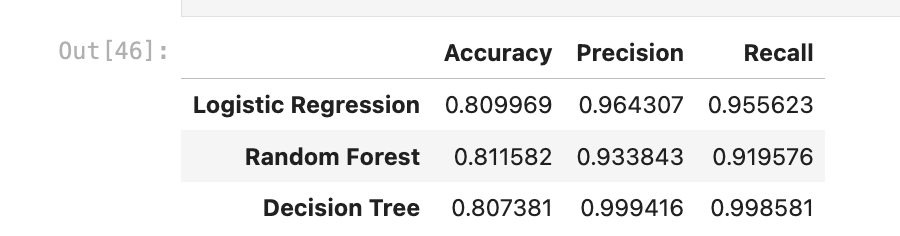 Out[46]:
Accuracy Precision Recall
Logistic Regression 0.809969 0.964307 0.955623
Random Forest 0.811582 0.933843 0.919576
Decision Tree 0.807381 0.999416 0.998581